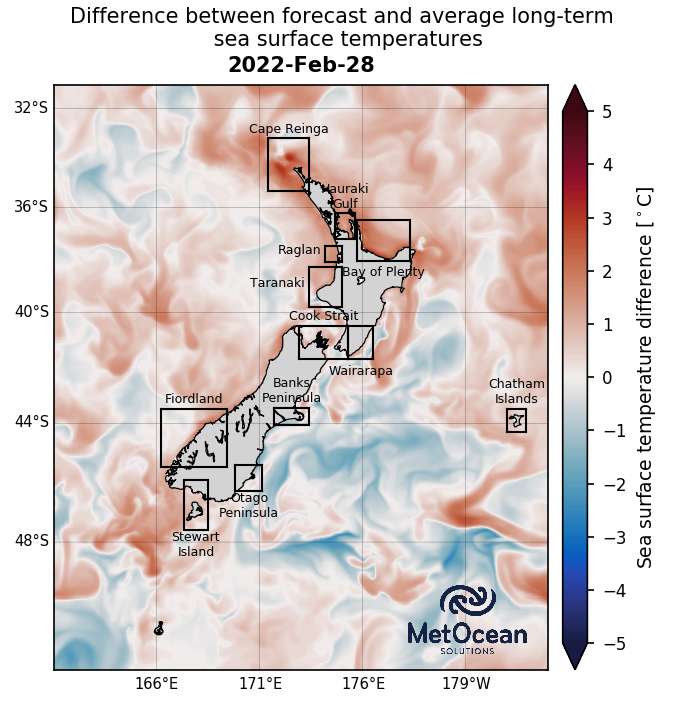 Difference between forecast and average long-term
sea surface temperatures
2022-Feb-28
32°S
36°S
40°S
44°S
48°S
Cape Reinga
Hauraki
Gulf
Raglan
Bay of Plenty
Taranaki
Cook Strait
Wairarapa
Banks
Peninsula
Chatham
Islands
Fiordland
Otago
Peninsula
Stewart
Island
MetOcean
SOLUTIONS
166°E
171°E
176°E
179°W
5
4
3
2
1
0
−1
−2
−3
−4
−5
Sea surface temperature difference [°C]